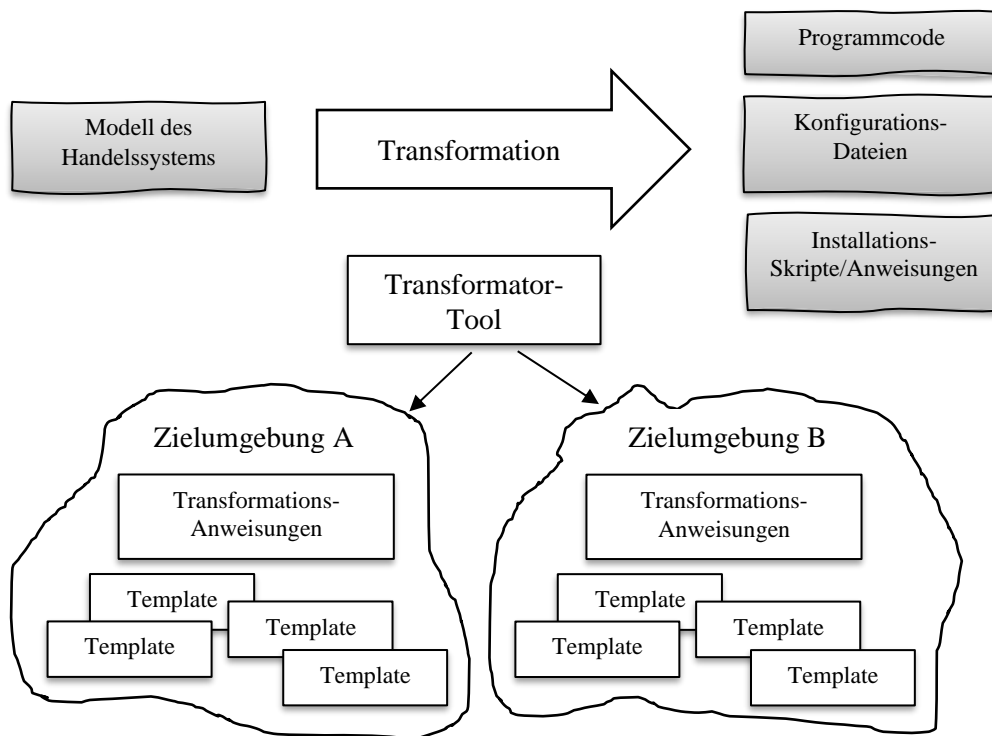 Programmcode
Modell des
Handelssystems
Transformation
Konfigurations-
Dateien
Installations-
Skripte/Anweisungen
Transformator-
Tool
Zielumgebung A
Transformations-
Anweisungen
Template
Template
Template
Template
Zielumgebung B
Transformations-
Anweisungen
Template
Template
Template
Template